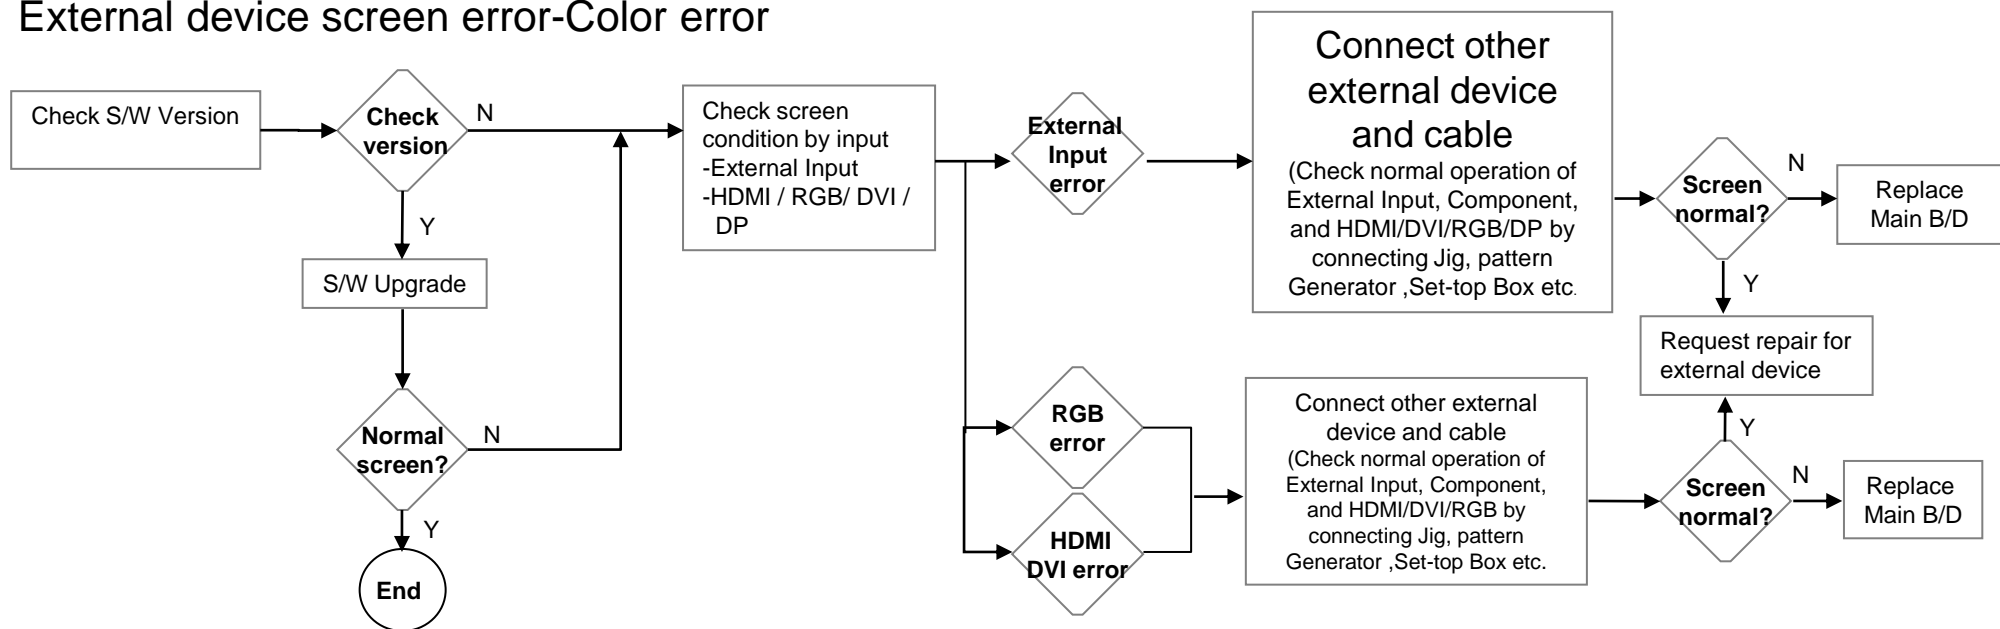 External device screen error-Color error
Check S/W Version
Check
version
N
Y
S/W Upgrade
Normal
screen?
N
Y
End
Check screen
condition by input
-External Input
-HDMI / RGB/ DVI /
DP
External
Input
error
Connect other
external device
and cable
(Check normal operation of
External Input, Component,
and HDMI/DVI/RGB/DP by
connecting Jig, pattern
Generator ,Set-top Box etc.
Screen
normal?
N
Replace
Main B/D
Y
Request repair for
external device
RGB
error
HDMI
DVI error
Connect other external
device and cable
(Check normal operation of
External Input, Component,
and HDMI/DVI/RGB by
connecting Jig, pattern
Generator ,Set-top Box etc.
Y
Screen
normal?
N
Replace
Main B/D